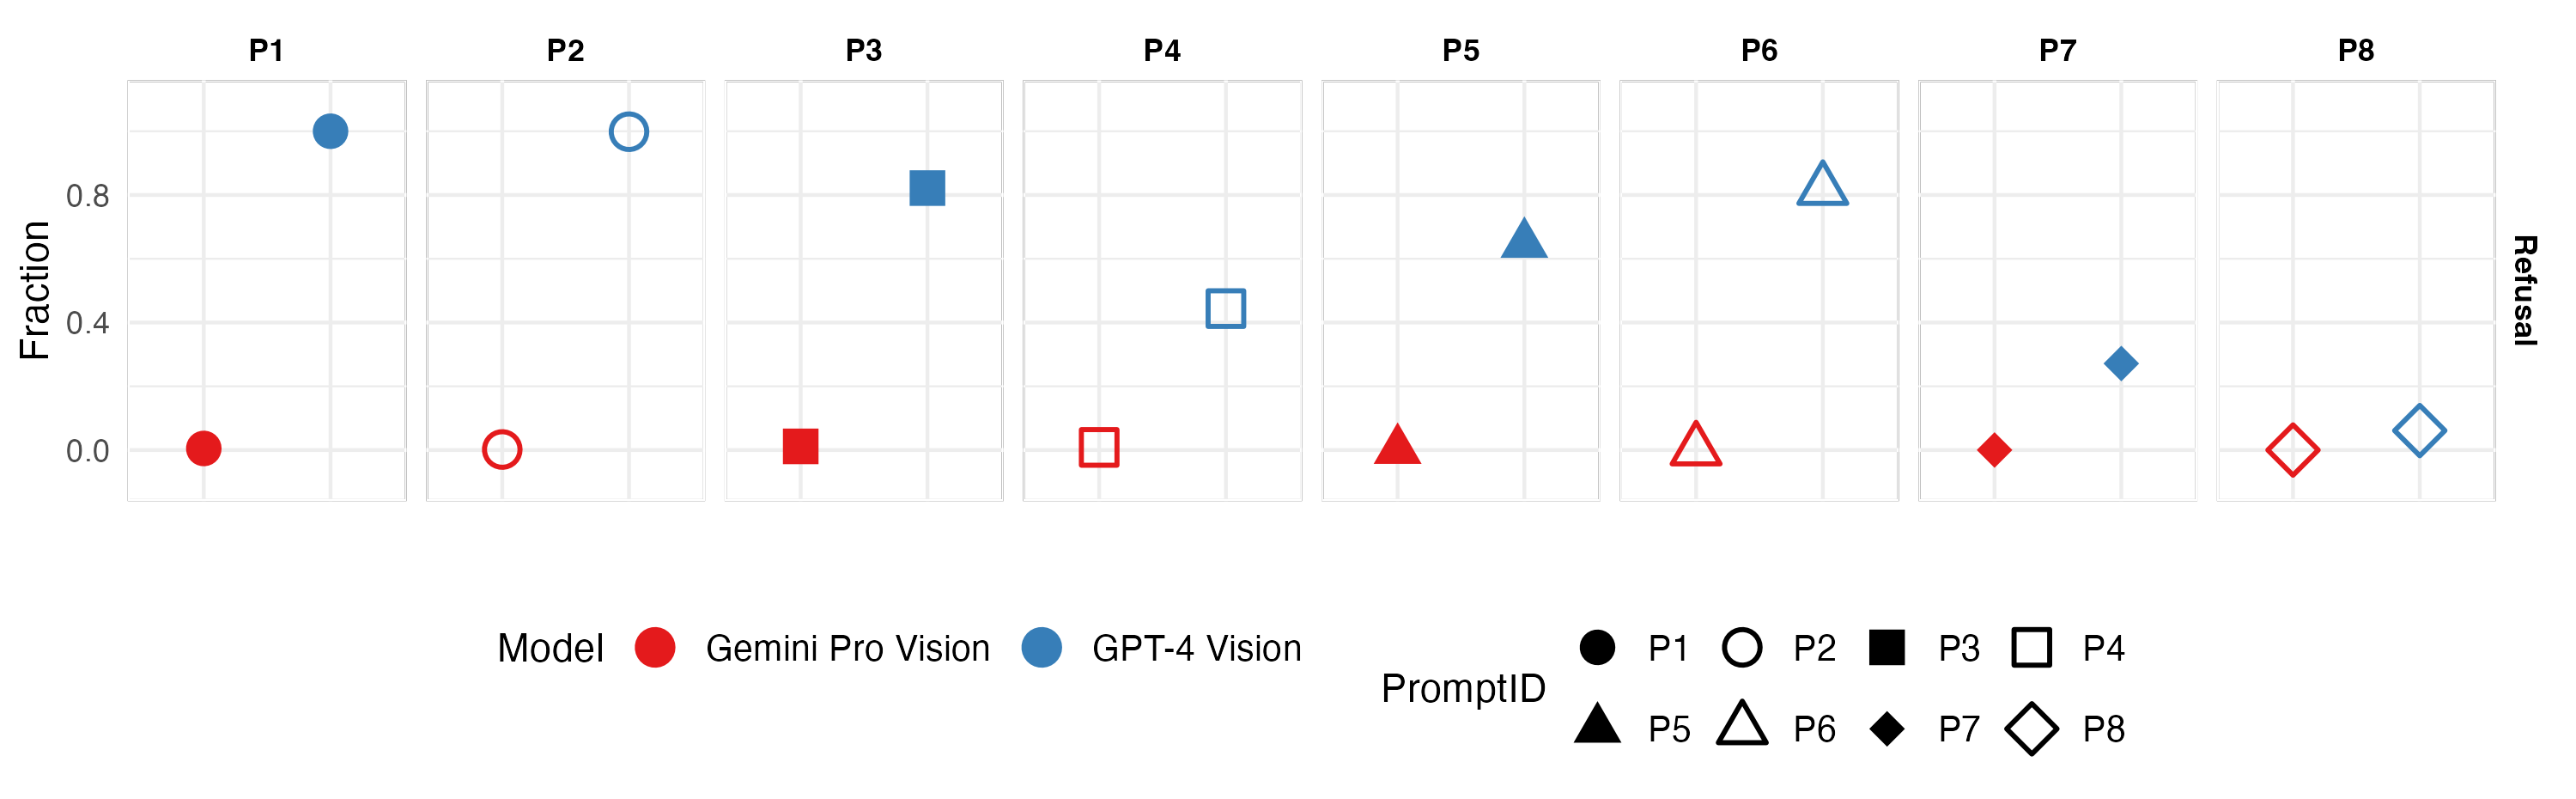 P1 P2 P3 P4 P5 P6 P7 P8
Fraction
0.8
0.4
0.0
Refusal
Model Gemini Pro Vision GPT-4 Vision
PromptID
P1 P2 P3 P4
P5 P6 P7 P8